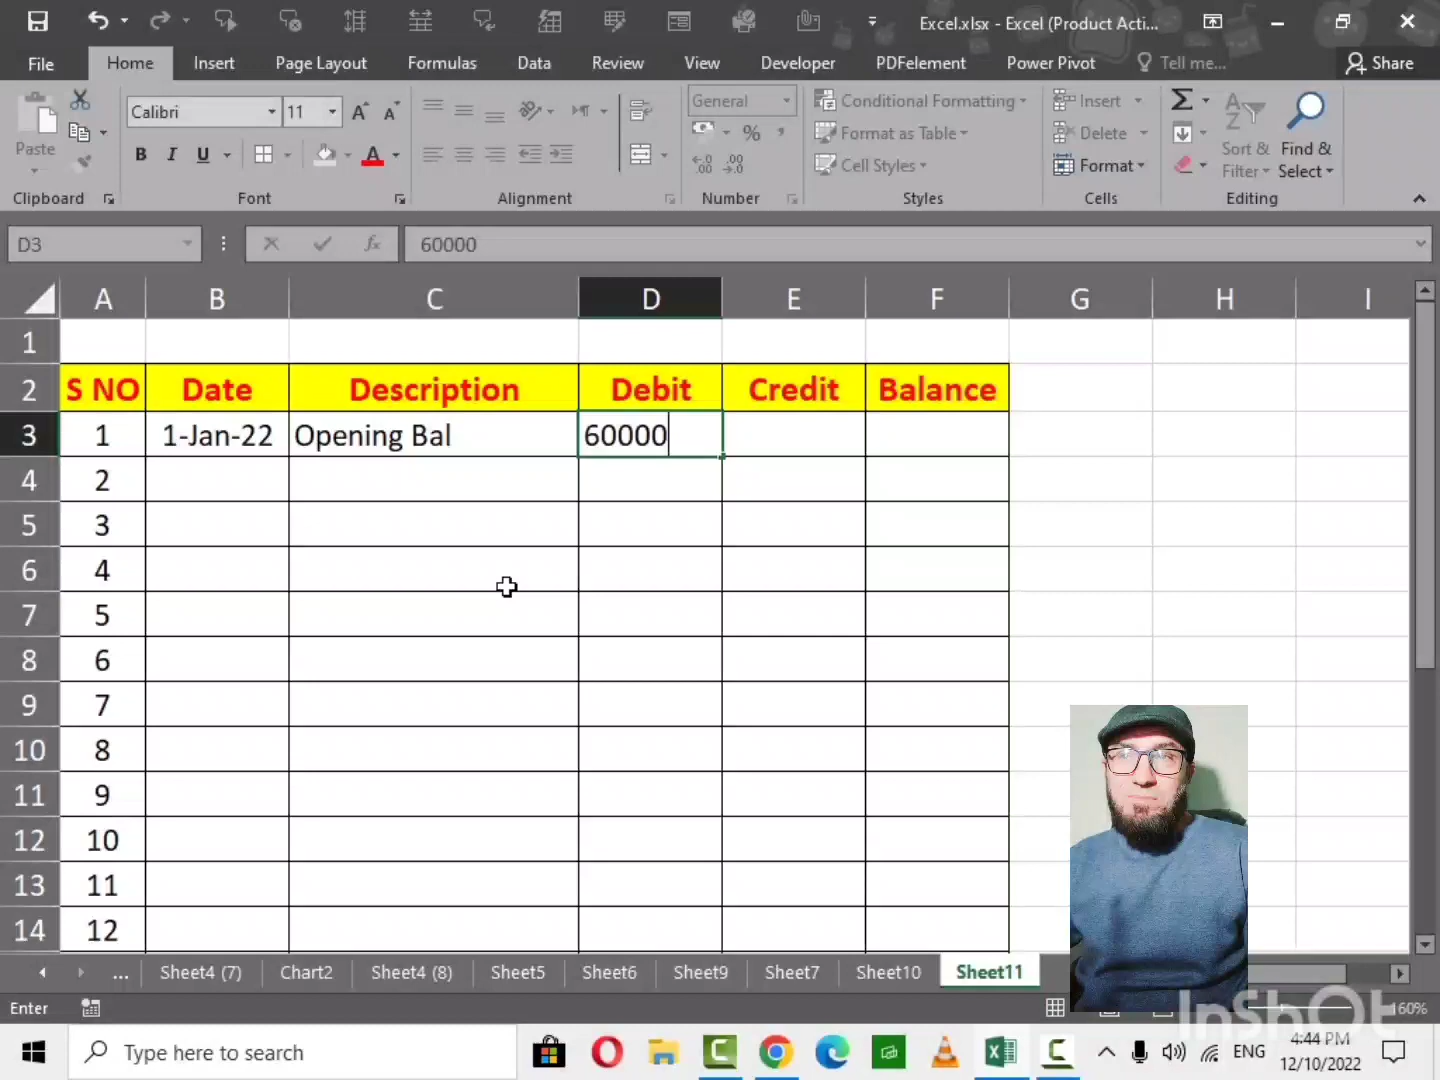 Excel.xlsx - Excel (Product Acti...
File Home Insert Page Layout Formulas Data Review View Developer PDFelement Power Pivot Tell me... Share
Paste
Calibri 11 A A
B I U A
General
% ,
Conditional Formatting
Format as Table
Cell Styles
Insert
Delete
Format
Sort & Filter
Find & Select
Clipboard Font Alignment Number Styles Cells Editing
D3 fx 60000
A B C D E F G H I
1
2 S NO Date Description Debit Credit Balance
3 1 1-Jan-22 Opening Bal 60000
4 2
5 3
6 4
7 5
8 6
9 7
10 8
11 9
12 10
13 11
14 12
... Sheet4 (7) Chart2 Sheet4 (8) Sheet5 Sheet6 Sheet9 Sheet7 Sheet10 Sheet11
Enter 160%
InShOt
Type here to search ENG 4:44 PM
12/10/2022